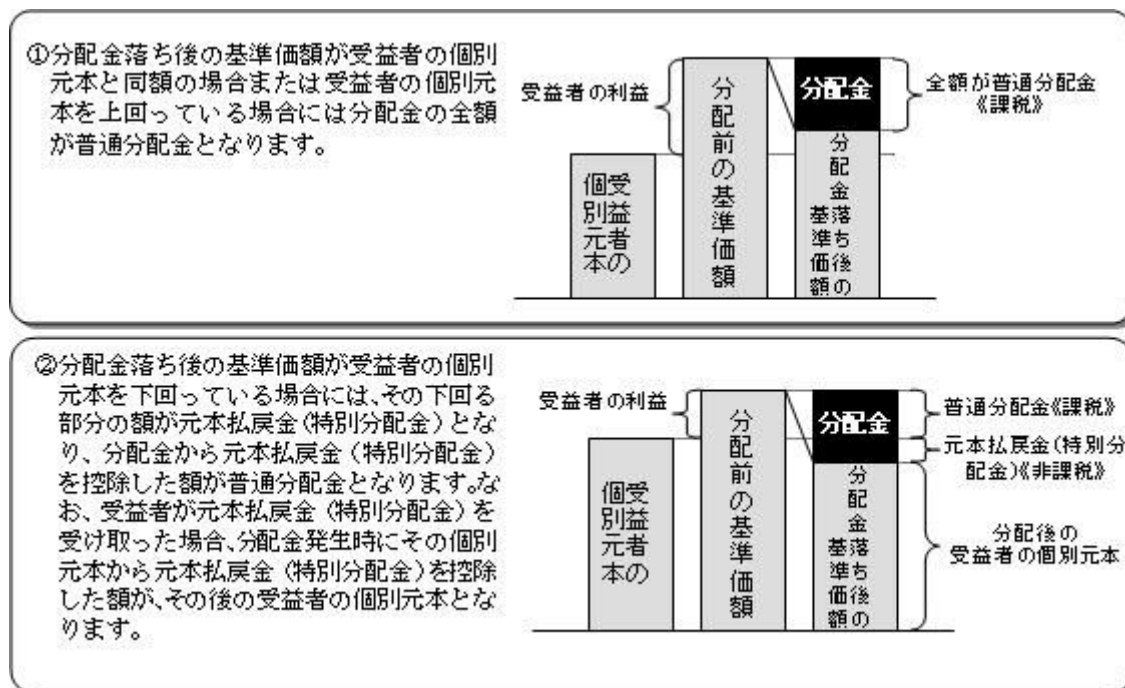 ①分配金落ち後の基準価額が受益者の個別
元本と同額の場合または受益者の個別元
本を上回っている場合には分配金の全額
が普通分配金となります。
受益者の利益
受益者の
個別元本
分配前の基準価額
分配金
分配金落ち後の
基準価額
全額が普通分配金
《課税》
②分配金落ち後の基準価額が受益者の個別
元本を下回っている場合には、その下回る
部分の額が元本払戻金（特別分配金）とな
り、分配金から元本払戻金（特別分配金）
を控除した額が普通分配金となります。な
お、受益者が元本払戻金（特別分配金）を
受け取った場合、分配金発生時にその個別
元本から元本払戻金（特別分配金）を控除
した額が、その後の受益者の個別元本とな
ります。
受益者の利益
受益者の
個別元本
分配前の基準価額
分配金
分配金落ち後の
基準価額
普通分配金《課税》
元本払戻金（特別分
配金）《非課税》
分配後の
受益者の個別元本